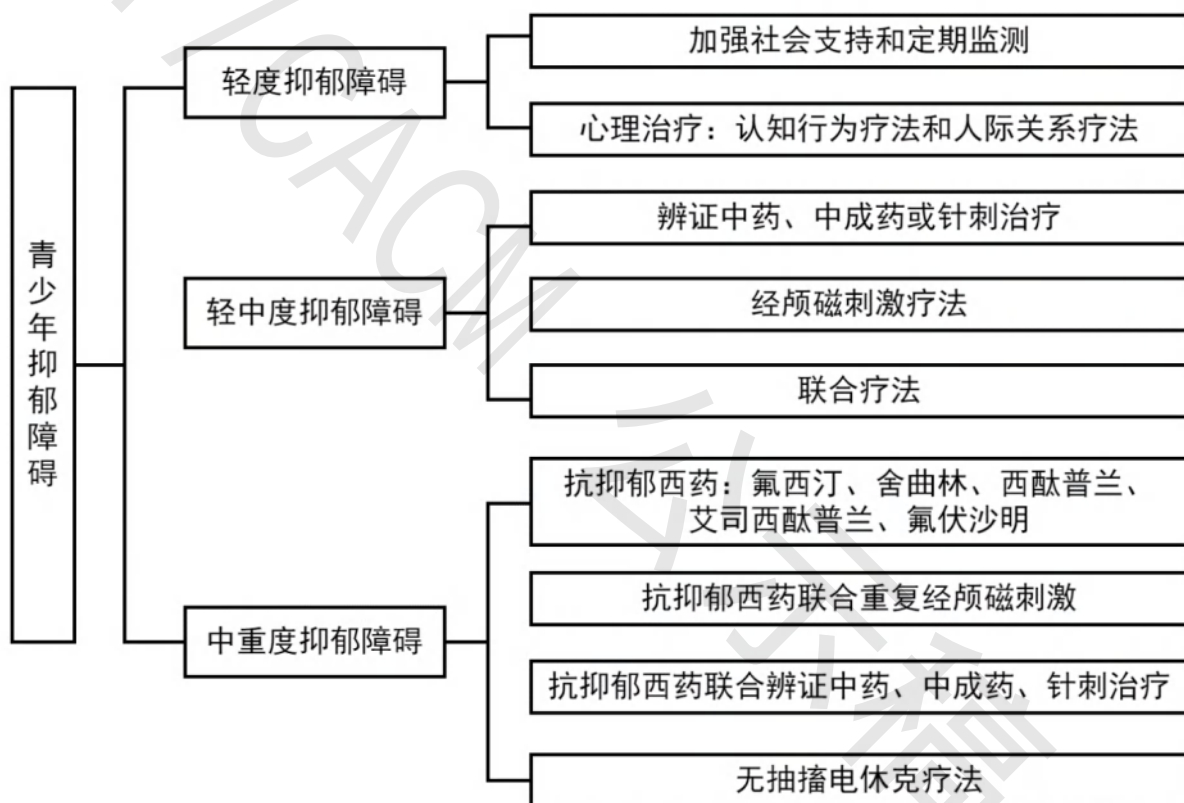 青少年抑郁障碍
轻度抑郁障碍
加强社会支持和定期监测
心理治疗：认知行为疗法和人际关系疗法
轻中度抑郁障碍
辨证中药、中成药或针刺治疗
经颅磁刺激疗法
联合疗法
中重度抑郁障碍
抗抑郁西药：氟西汀、舍曲林、西酞普兰、
艾司西酞普兰、氟伏沙明
抗抑郁西药联合重复经颅磁刺激
抗抑郁西药联合辨证中药、中成药、针刺治疗
无抽搐电休克疗法
/CACM 公示稿